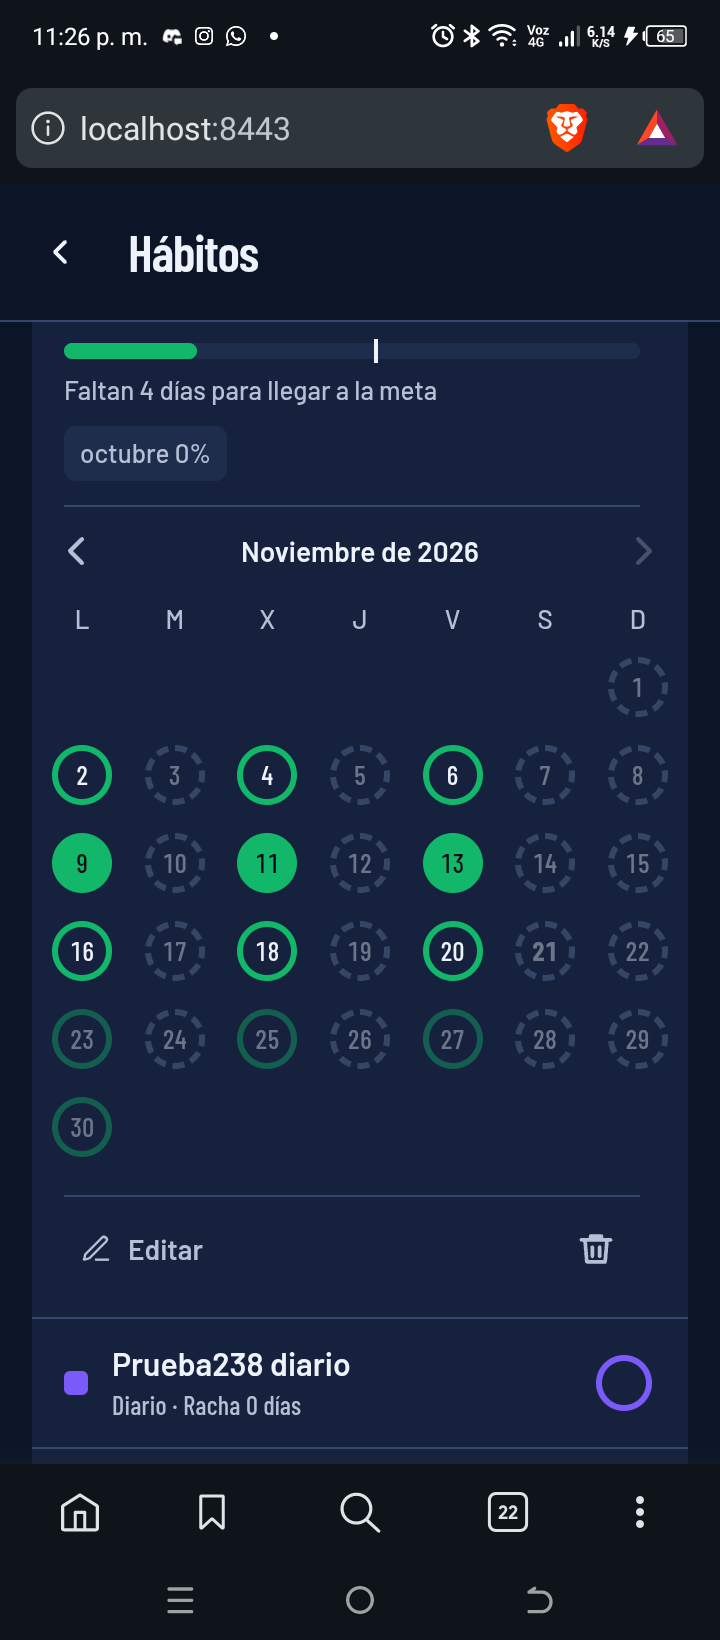 11:26 p. m.
Voz 4G 6.14 K/S 65
localhost:8443
Hábitos
Faltan 4 días para llegar a la meta
octubre 0%
Noviembre de 2026
L M X J V S D
1
2 3 4 5 6 7 8
9 10 11 12 13 14 15
16 17 18 19 20 21 22
23 24 25 26 27 28 29
30
Editar
Prueba238 diario
Diario · Racha 0 días
22